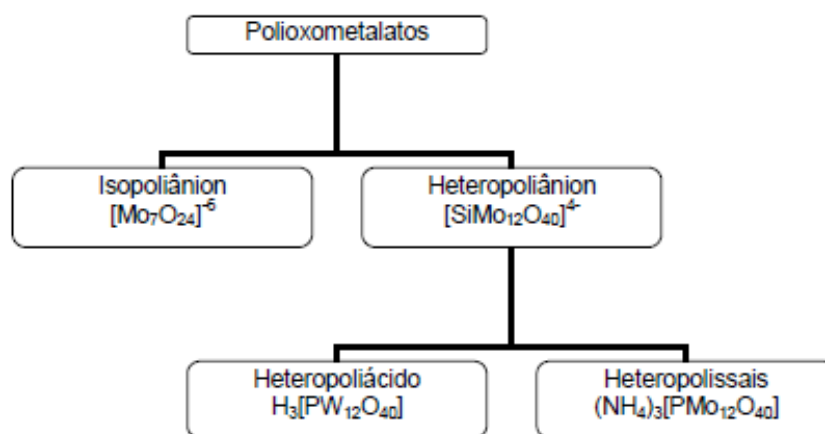 Polioxometalatos
Isopoliânion
[Mo₇O₂₄]⁻⁶
Heteropoliânion
[SiMo₁₂O₄₀]⁴⁻
Heteropoliácido
H₃[PW₁₂O₄₀]
Heteropolissais
(NH₄)₃[PMo₁₂O₄₀]